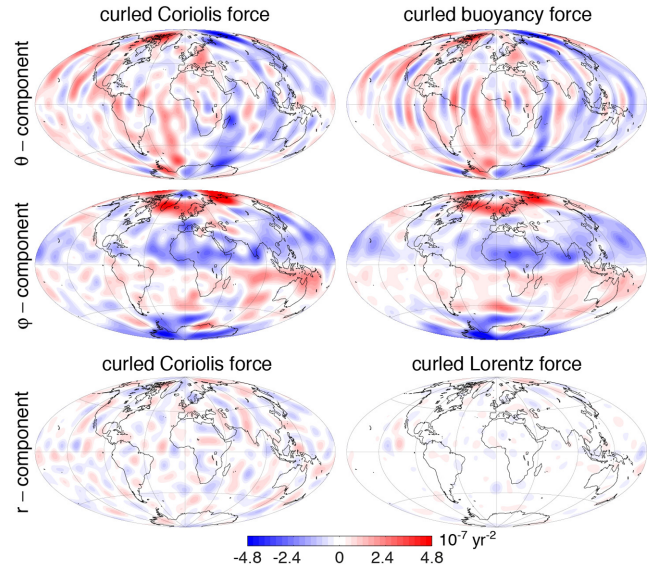 curled Coriolis force curled buoyancy force
θ – component
φ – component
curled Coriolis force curled Lorentz force
r – component
10⁻⁷ yr⁻²
-4.8 -2.4 0 2.4 4.8